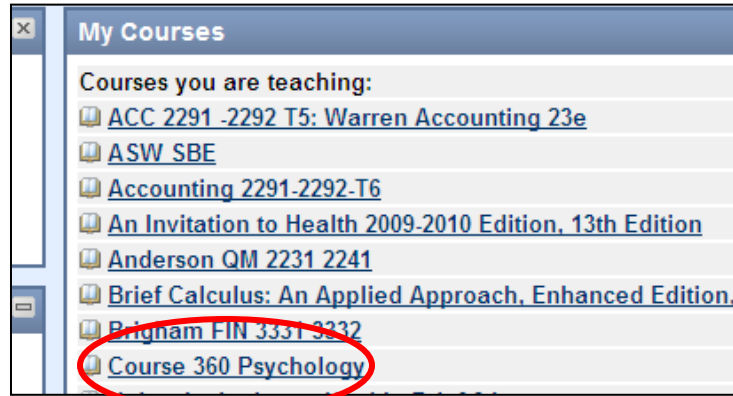 My Courses
Courses you are teaching:
ACC 2291 -2292 T5: Warren Accounting 23e
ASW SBE
Accounting 2291-2292-T6
An Invitation to Health 2009-2010 Edition, 13th Edition
Anderson QM 2231 2241
Brief Calculus: An Applied Approach, Enhanced Edition,
Brigham FIN 3331 3332
Course 360 Psychology